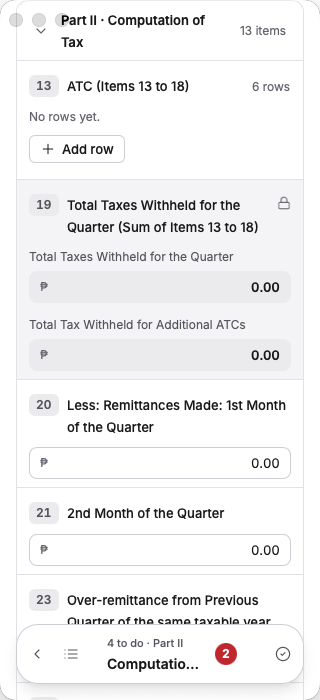 Part II · Computation of
Tax
13 items
13 ATC (Items 13 to 18) 6 rows
No rows yet.
+ Add row
19 Total Taxes Withheld for the
Quarter (Sum of Items 13 to 18)
Total Taxes Withheld for the Quarter
₱ 0.00
Total Tax Withheld for Additional ATCs
₱ 0.00
20 Less: Remittances Made: 1st Month
of the Quarter
₱ 0.00
21 2nd Month of the Quarter
₱ 0.00
23 Over-remittance from Previous
Quarter of the same taxable year
4 to do · Part II
Computatio... 2